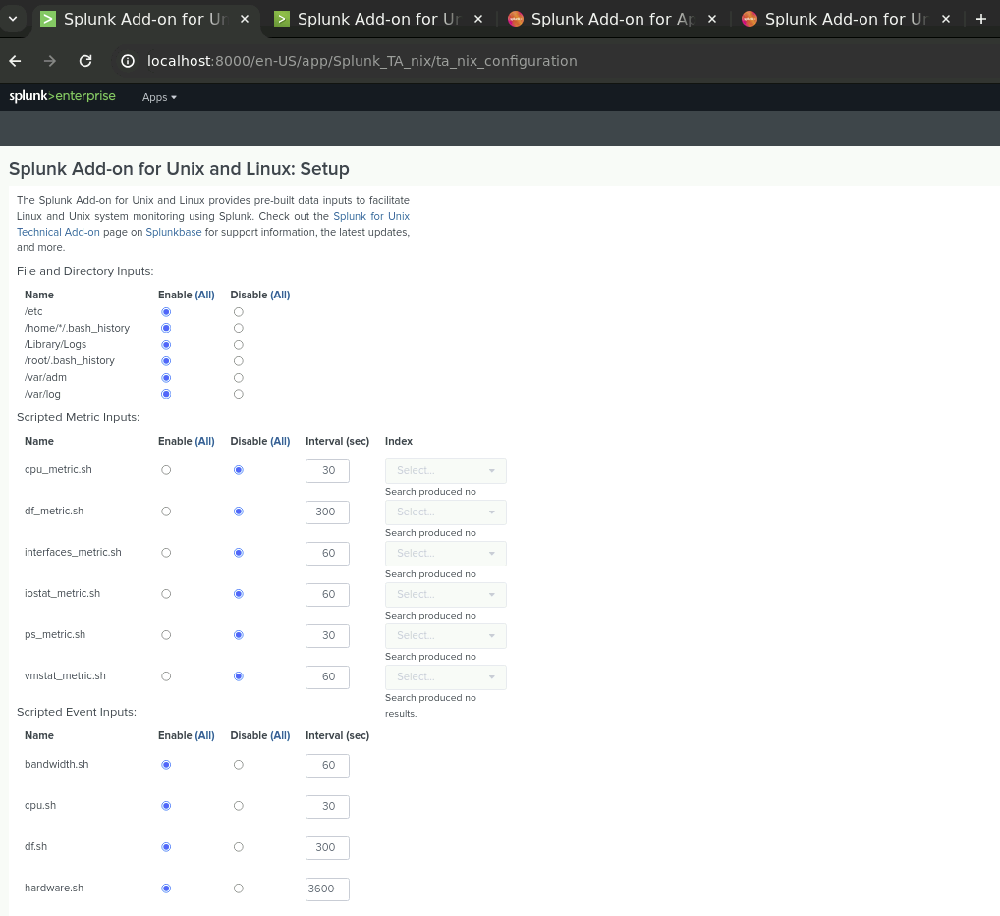 Splunk Add-on for Ur
Splunk Add-on for Ur
Splunk Add-on for Ap
Splunk Add-on for Ur
localhost:8000/en-US/app/Splunk_TA_nix/ta_nix_configuration
splunk>enterprise Apps
Splunk Add-on for Unix and Linux: Setup
The Splunk Add-on for Unix and Linux provides pre-built data inputs to facilitate
Linux and Unix system monitoring using Splunk. Check out the Splunk for Unix
Technical Add-on page on Splunkbase for support information, the latest updates,
and more.
File and Directory Inputs:
Name Enable (All) Disable (All)
/etc
/home/*/.bash_history
/Library/Logs
/root/.bash_history
/var/adm
/var/log
Scripted Metric Inputs:
Name Enable (All) Disable (All) Interval (sec) Index
cpu_metric.sh 30 Select...
Search produced no
df_metric.sh 300 Select...
Search produced no
interfaces_metric.sh 60 Select...
Search produced no
iostat_metric.sh 60 Select...
Search produced no
ps_metric.sh 30 Select...
Search produced no
vmstat_metric.sh 60 Select...
Search produced no
results.
Scripted Event Inputs:
Name Enable (All) Disable (All) Interval (sec)
bandwidth.sh 60
cpu.sh 30
df.sh 300
hardware.sh 3600